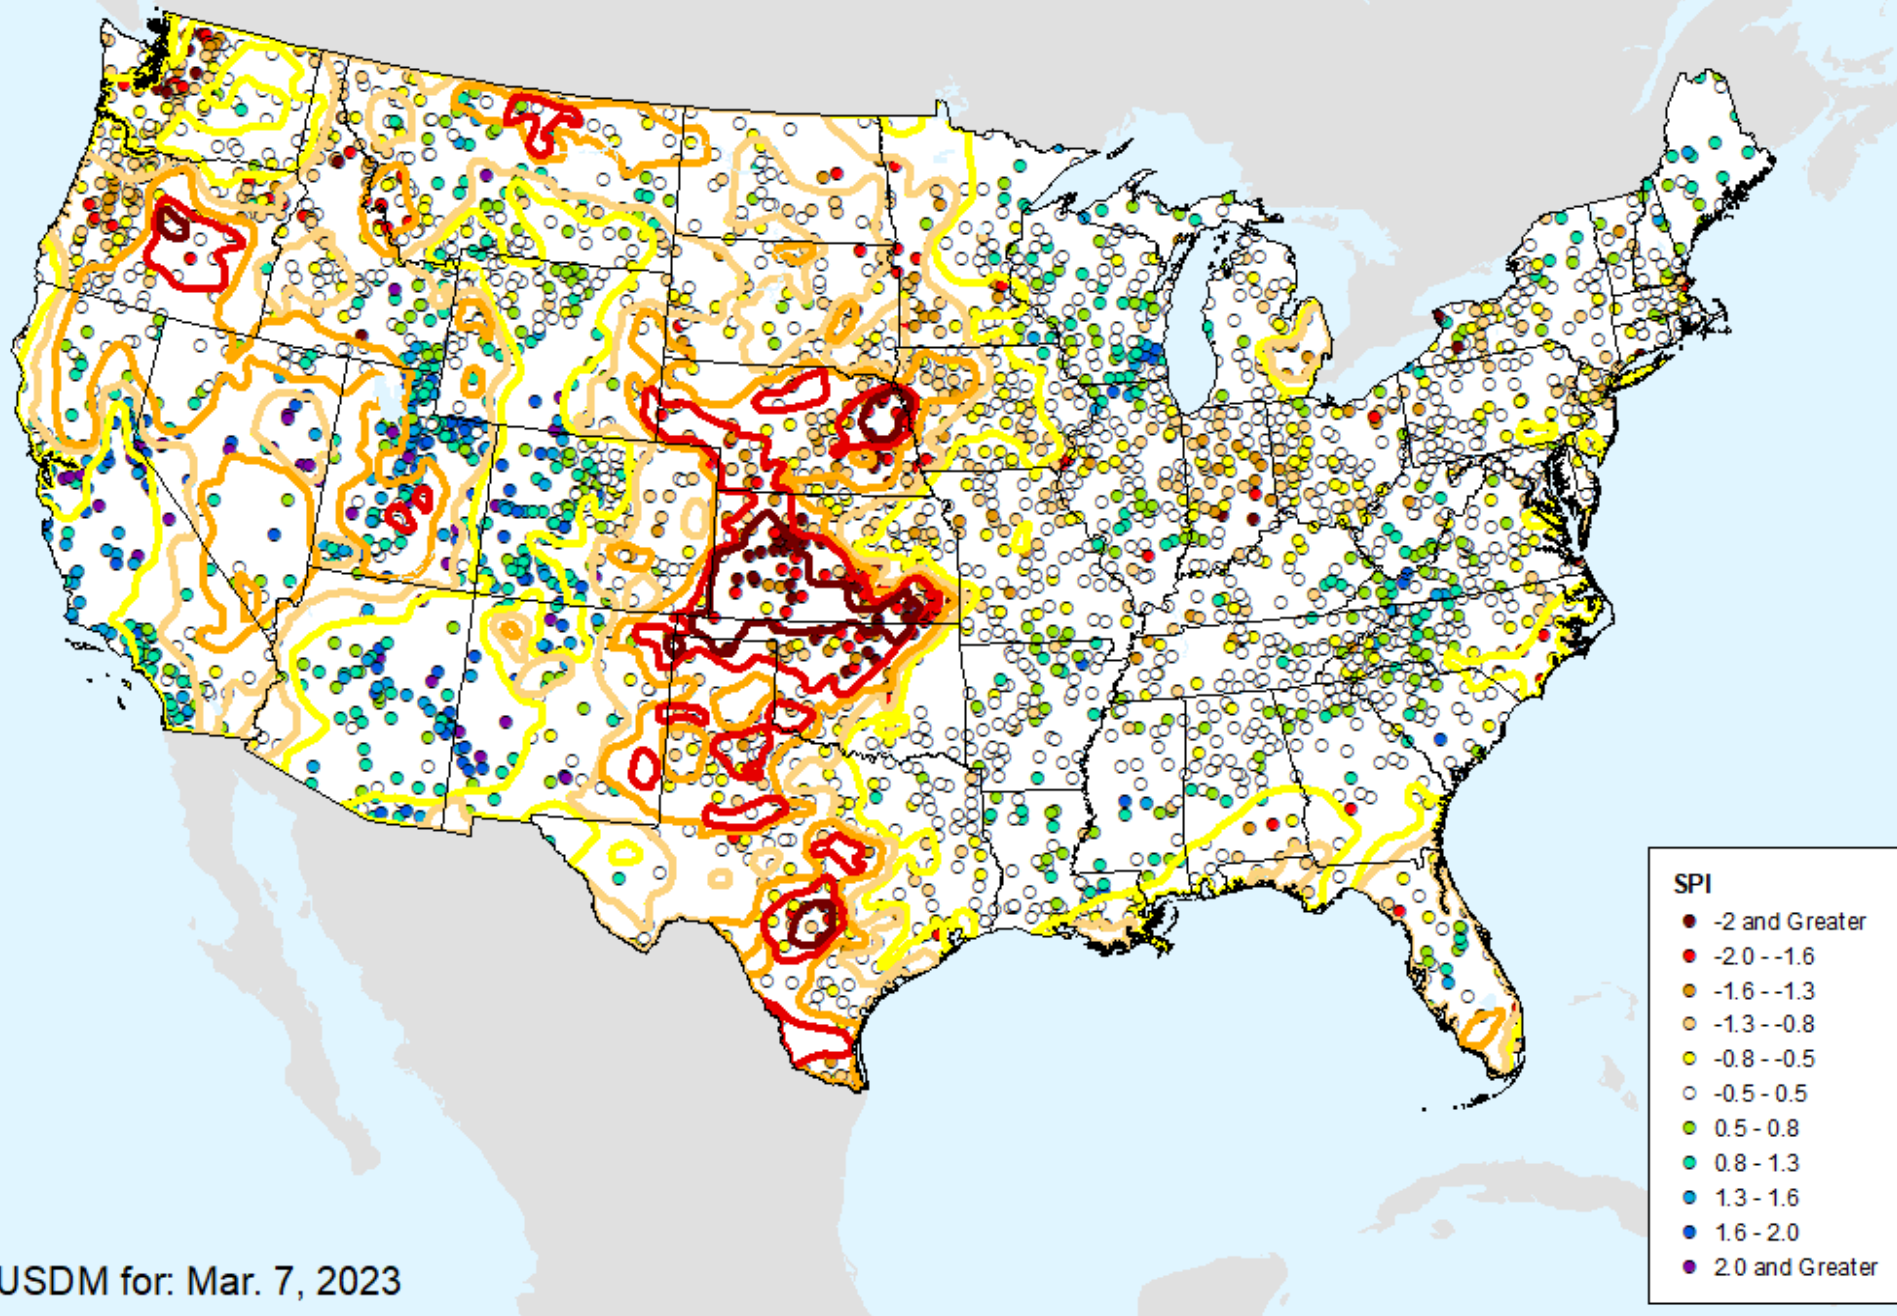 SPI
-2 and Greater
-2.0 - -1.6
-1.6 - -1.3
-1.3 - -0.8
-0.8 - -0.5
-0.5 - 0.5
0.5 - 0.8
0.8 - 1.3
1.3 - 1.6
1.6 - 2.0
2.0 and Greater
USDM for: Mar. 7, 2023